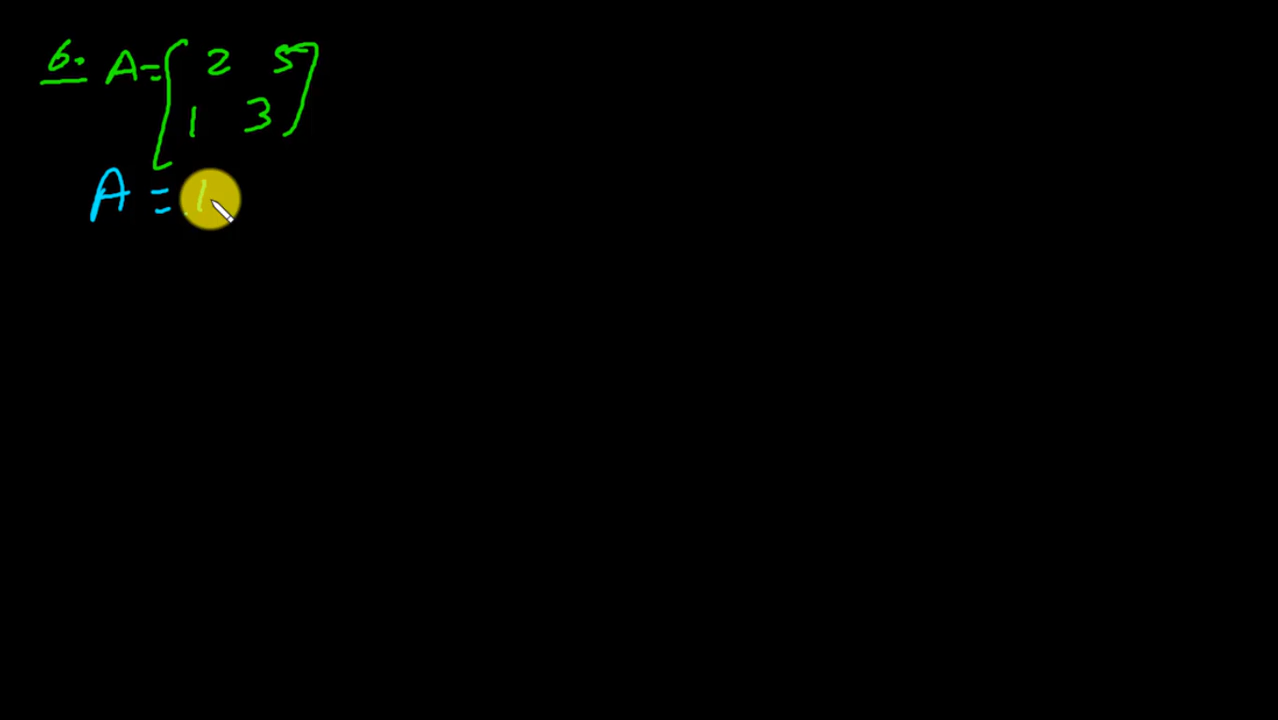 6. A = [ 2 5
1 3 ]
A = I